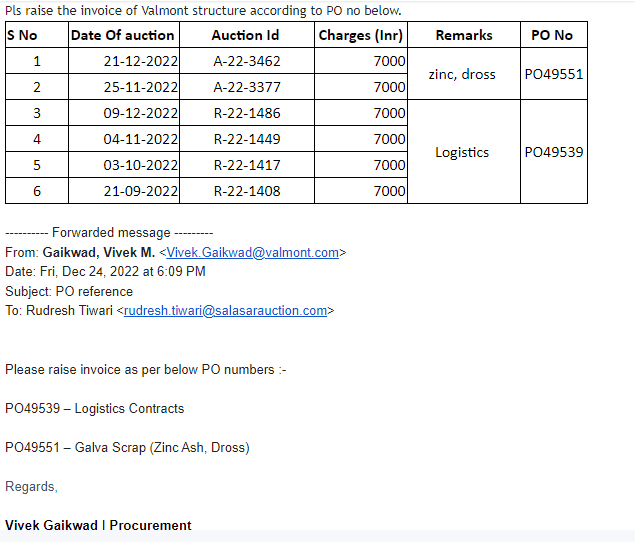 Pls raise the invoice of Valmont structure according to PO no below.
S No Date Of auction Auction Id Charges (Inr) Remarks PO No
1 21-12-2022 A-22-3462 7000 zinc, dross PO49551
2 25-11-2022 A-22-3377 7000
3 09-12-2022 R-22-1486 7000 Logistics PO49539
4 04-11-2022 R-22-1449 7000
5 03-10-2022 R-22-1417 7000
6 21-09-2022 R-22-1408 7000
---------- Forwarded message ---------
From: Gaikwad, Vivek M. <Vivek.Gaikwad@valmont.com>
Date: Fri, Dec 24, 2022 at 6:09 PM
Subject: PO reference
To: Rudresh Tiwari <rudresh.tiwari@salasarauction.com>
Please raise invoice as per below PO numbers :-
PO49539 – Logistics Contracts
PO49551 – Galva Scrap (Zinc Ash, Dross)
Regards,
Vivek Gaikwad | Procurement